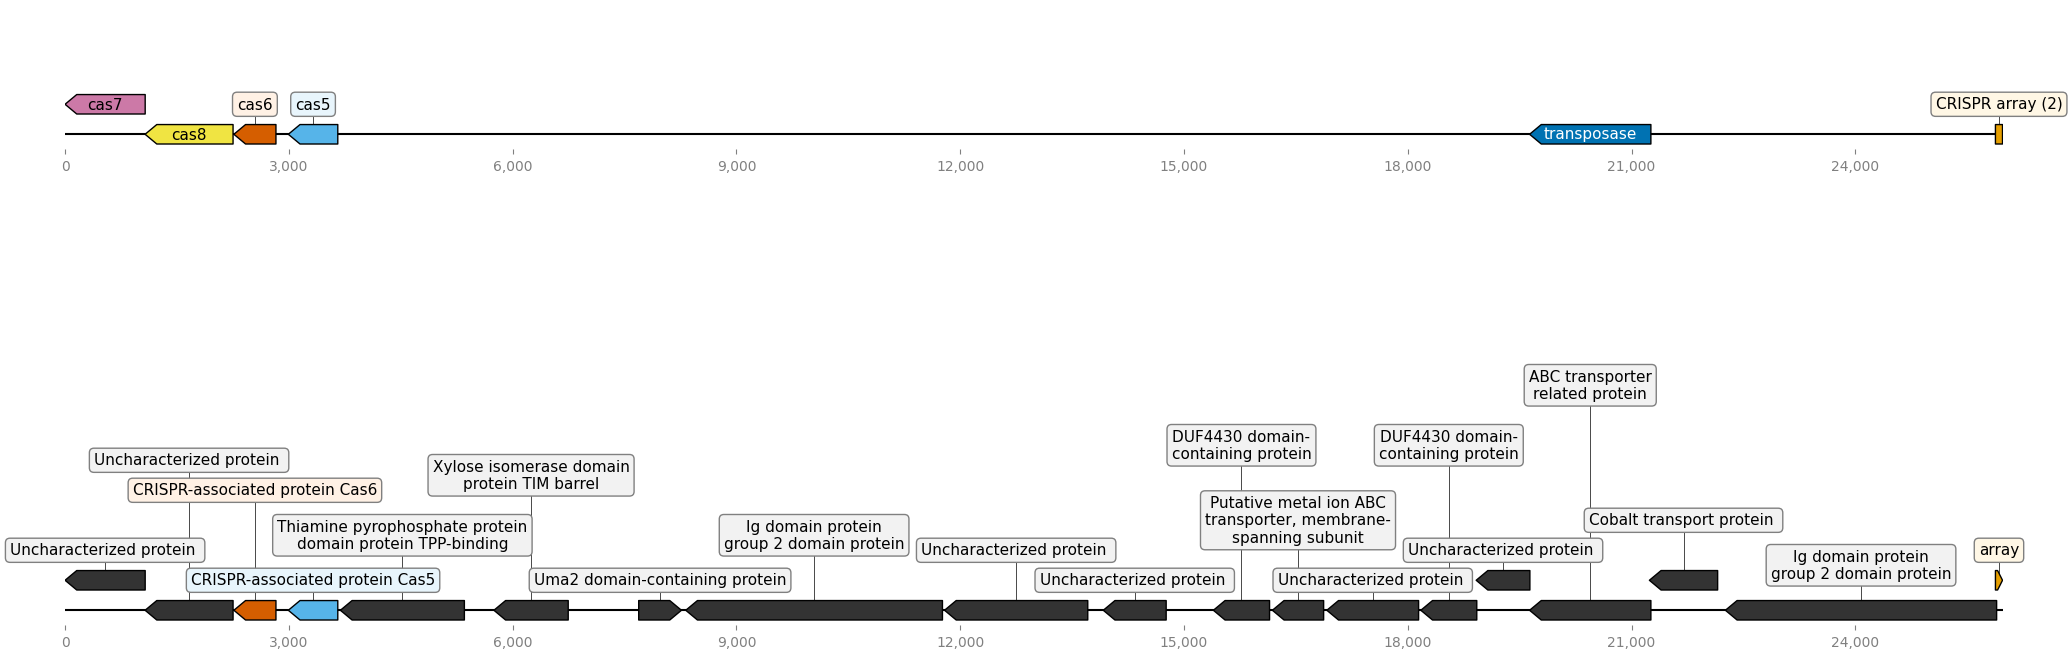 cas7
cas6
cas5
CRISPR array (2)
cas8
transposase
0
3,000
6,000
9,000
12,000
15,000
18,000
21,000
24,000
ABC transporter
related protein
DUF4430 domain-
containing protein
DUF4430 domain-
containing protein
Uncharacterized protein
Xylose isomerase domain
protein TIM barrel
CRISPR-associated protein Cas6
Putative metal ion ABC
transporter, membrane-
spanning subunit
Thiamine pyrophosphate protein
domain protein TPP-binding
Ig domain protein
group 2 domain protein
Cobalt transport protein
Uncharacterized protein
Uncharacterized protein
Uncharacterized protein
array
Ig domain protein
group 2 domain protein
CRISPR-associated protein Cas5
Uma2 domain-containing protein
Uncharacterized protein
Uncharacterized protein
0
3,000
6,000
9,000
12,000
15,000
18,000
21,000
24,000